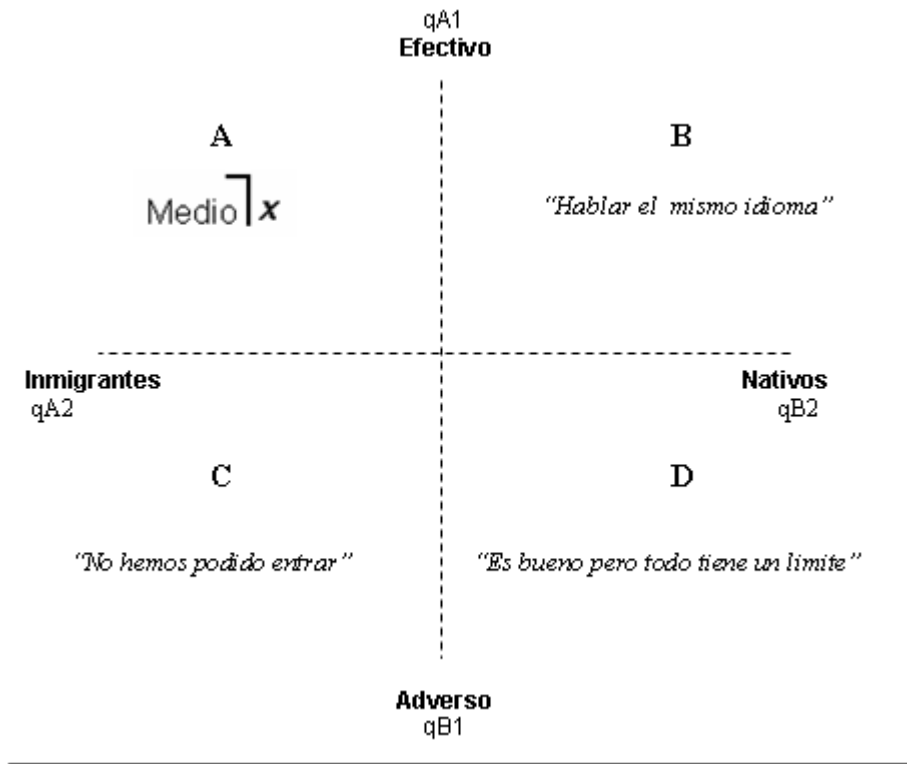 qA1
Efectivo
A
B
Medio x
“Hablar el mismo idioma”
Inmigrantes
Nativos
qA2
qB2
C
D
“No hemos podido entrar”
“Es bueno pero todo tiene un limite”
Adverso
qB1